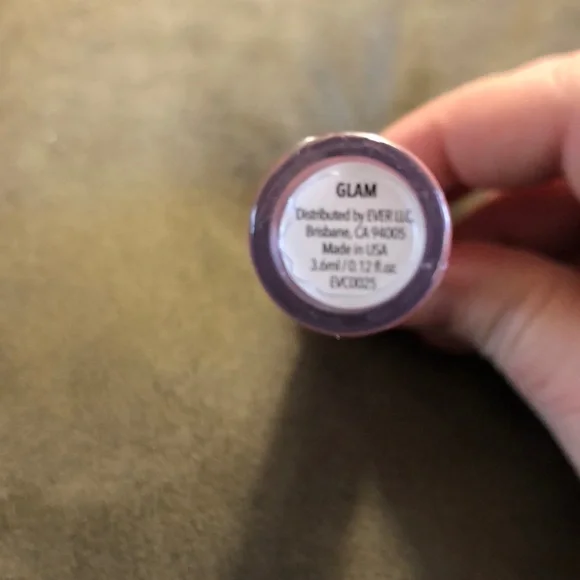 GLAM
Distributed by EVER LLC.
Brisbane, CA 94005
Made in USA
3.6ml / 0.12 fl oz
EVC0025